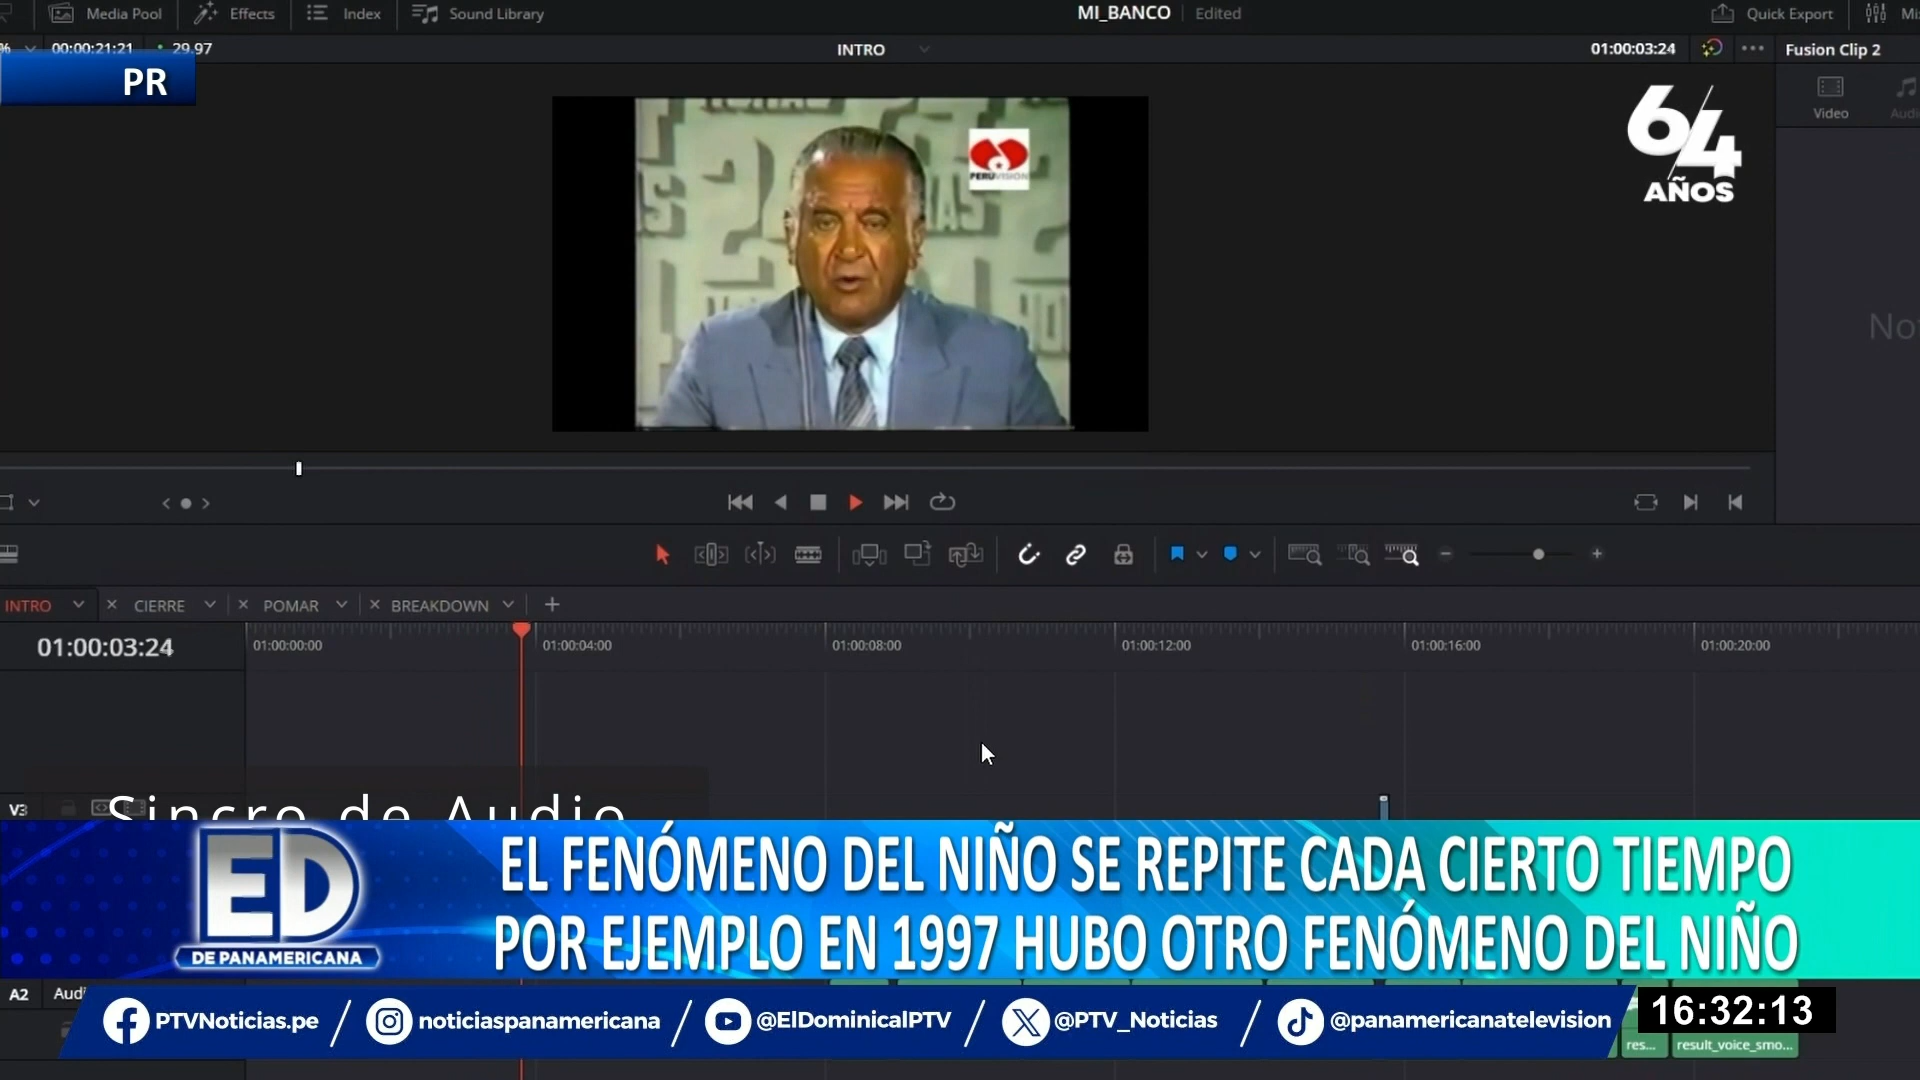 Media Pool
Effects
Index
Sound Library
MI_BANCO
Edited
Quick Export
00:00:21:21
29.97
INTRO
01:00:03:24
Fusion Clip 2
PR
Video
64
AÑOS
24
HORAS
PERUVISION
INTRO
CIERRE
POMAR
BREAKDOWN
01:00:03:24
01:00:00:00
01:00:04:00
01:00:08:00
01:00:12:00
01:00:16:00
01:00:20:00
V3
Sincro de Audio
ED
DE PANAMERICANA
EL FENÓMENO DEL NIÑO SE REPITE CADA CIERTO TIEMPO
POR EJEMPLO EN 1997 HUBO OTRO FENÓMENO DEL NIÑO
A2
PTVNoticias.pe
noticiaspanamericana
@ElDominicalPTV
@PTV_Noticias
@panamericanatelevision
16:32:13
res...
result_voice_smo...